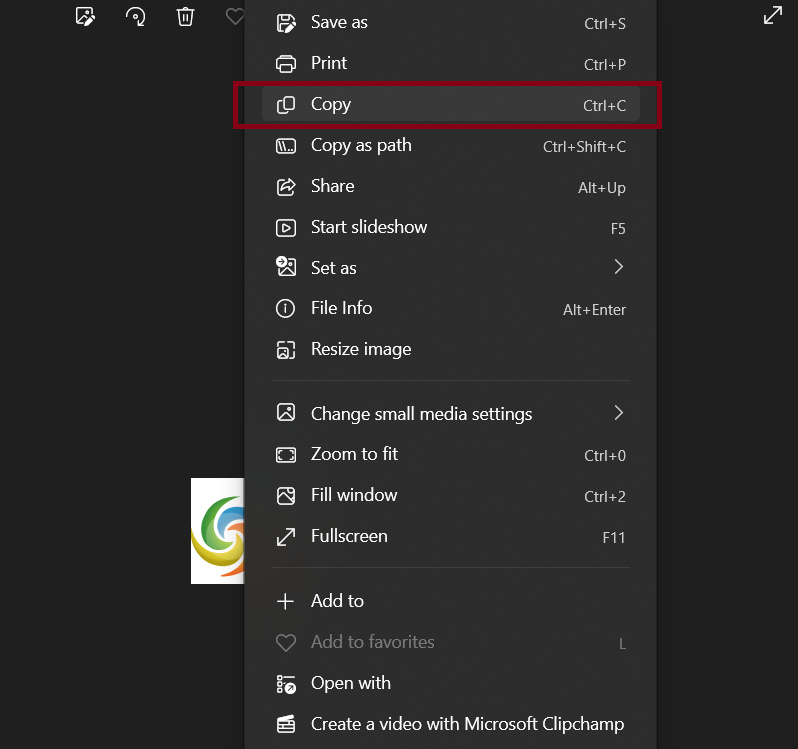 Save as Ctrl+S
Print Ctrl+P
Copy Ctrl+C
Copy as path Ctrl+Shift+C
Share Alt+Up
Start slideshow F5
Set as
File Info Alt+Enter
Resize image
Change small media settings
Zoom to fit Ctrl+0
Fill window Ctrl+2
Fullscreen F11
Add to
Add to favorites L
Open with
Create a video with Microsoft Clipchamp